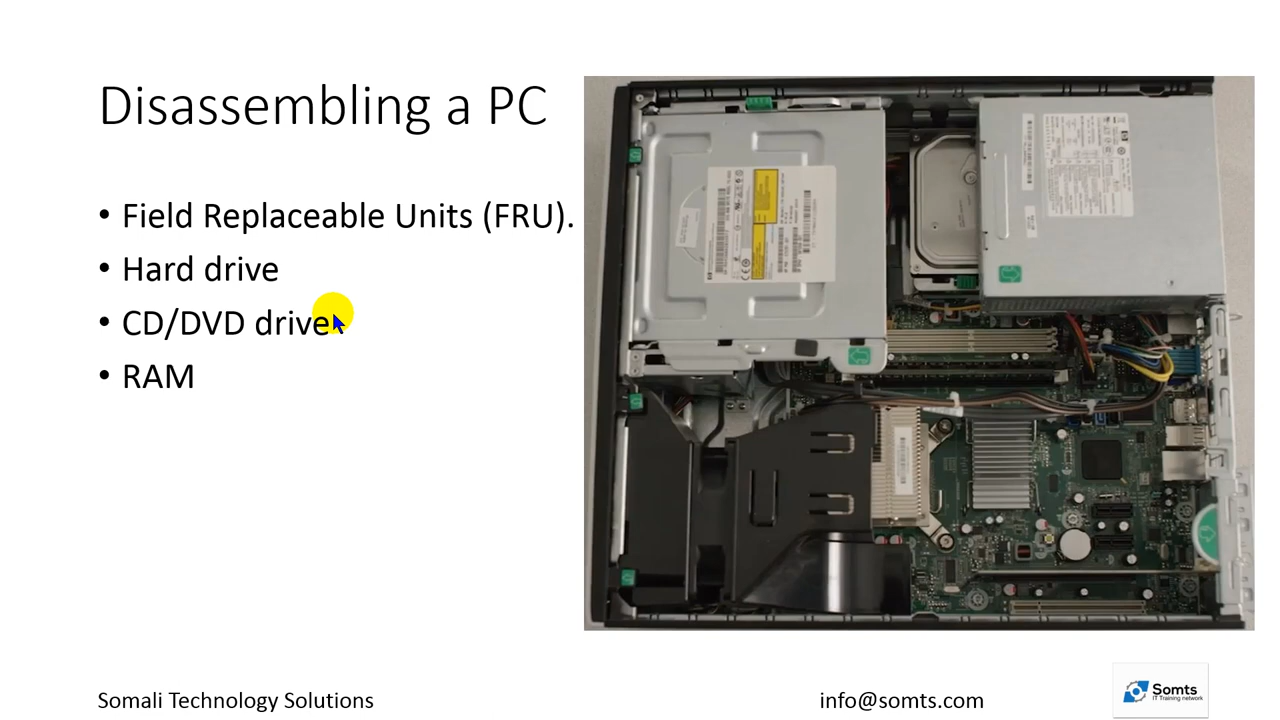 Disassembling a PC
• Field Replaceable Units (FRU).
• Hard drive
• CD/DVD drive
• RAM
Somali Technology Solutions
info@somts.com
Somts
IT Training network